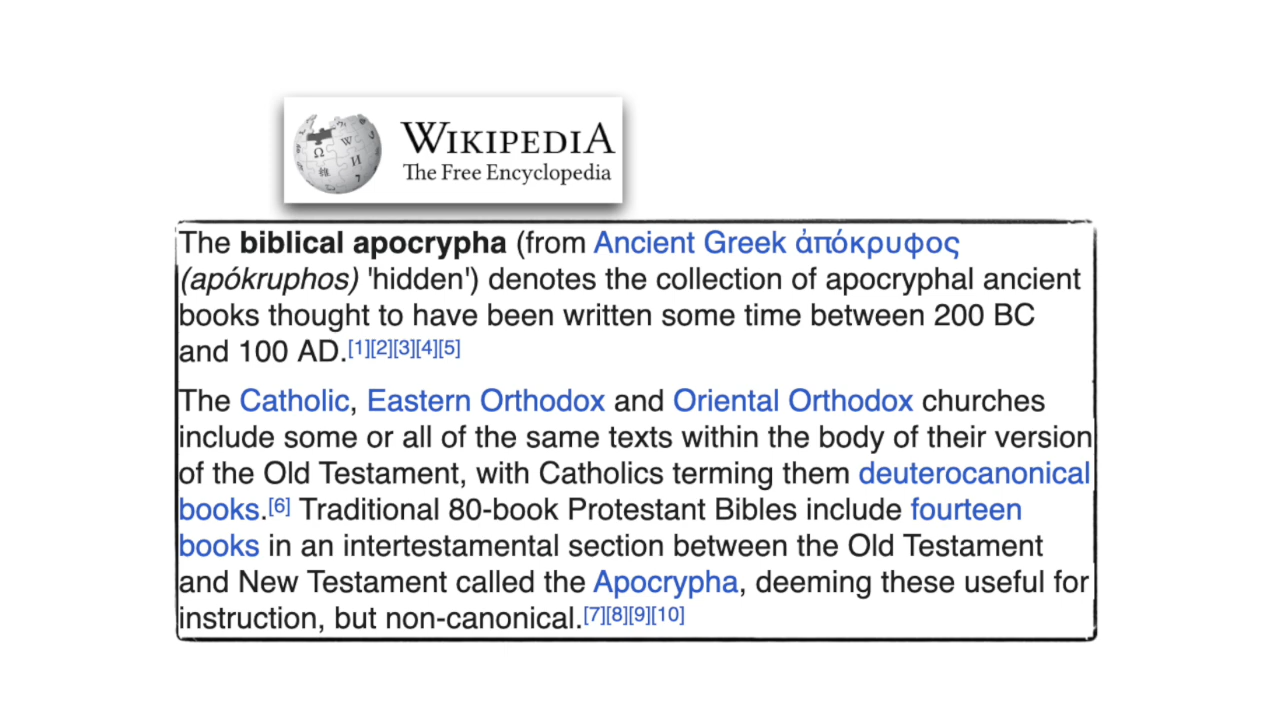 WIKIPEDIA
The Free Encyclopedia
The biblical apocrypha (from Ancient Greek ἀπόκρυφος
(apókruphos) 'hidden') denotes the collection of apocryphal ancient
books thought to have been written some time between 200 BC
and 100 AD.[1][2][3][4][5]
The Catholic, Eastern Orthodox and Oriental Orthodox churches
include some or all of the same texts within the body of their version
of the Old Testament, with Catholics terming them deuterocanonical
books.[6] Traditional 80-book Protestant Bibles include fourteen
books in an intertestamental section between the Old Testament
and New Testament called the Apocrypha, deeming these useful for
instruction, but non-canonical.[7][8][9][10]